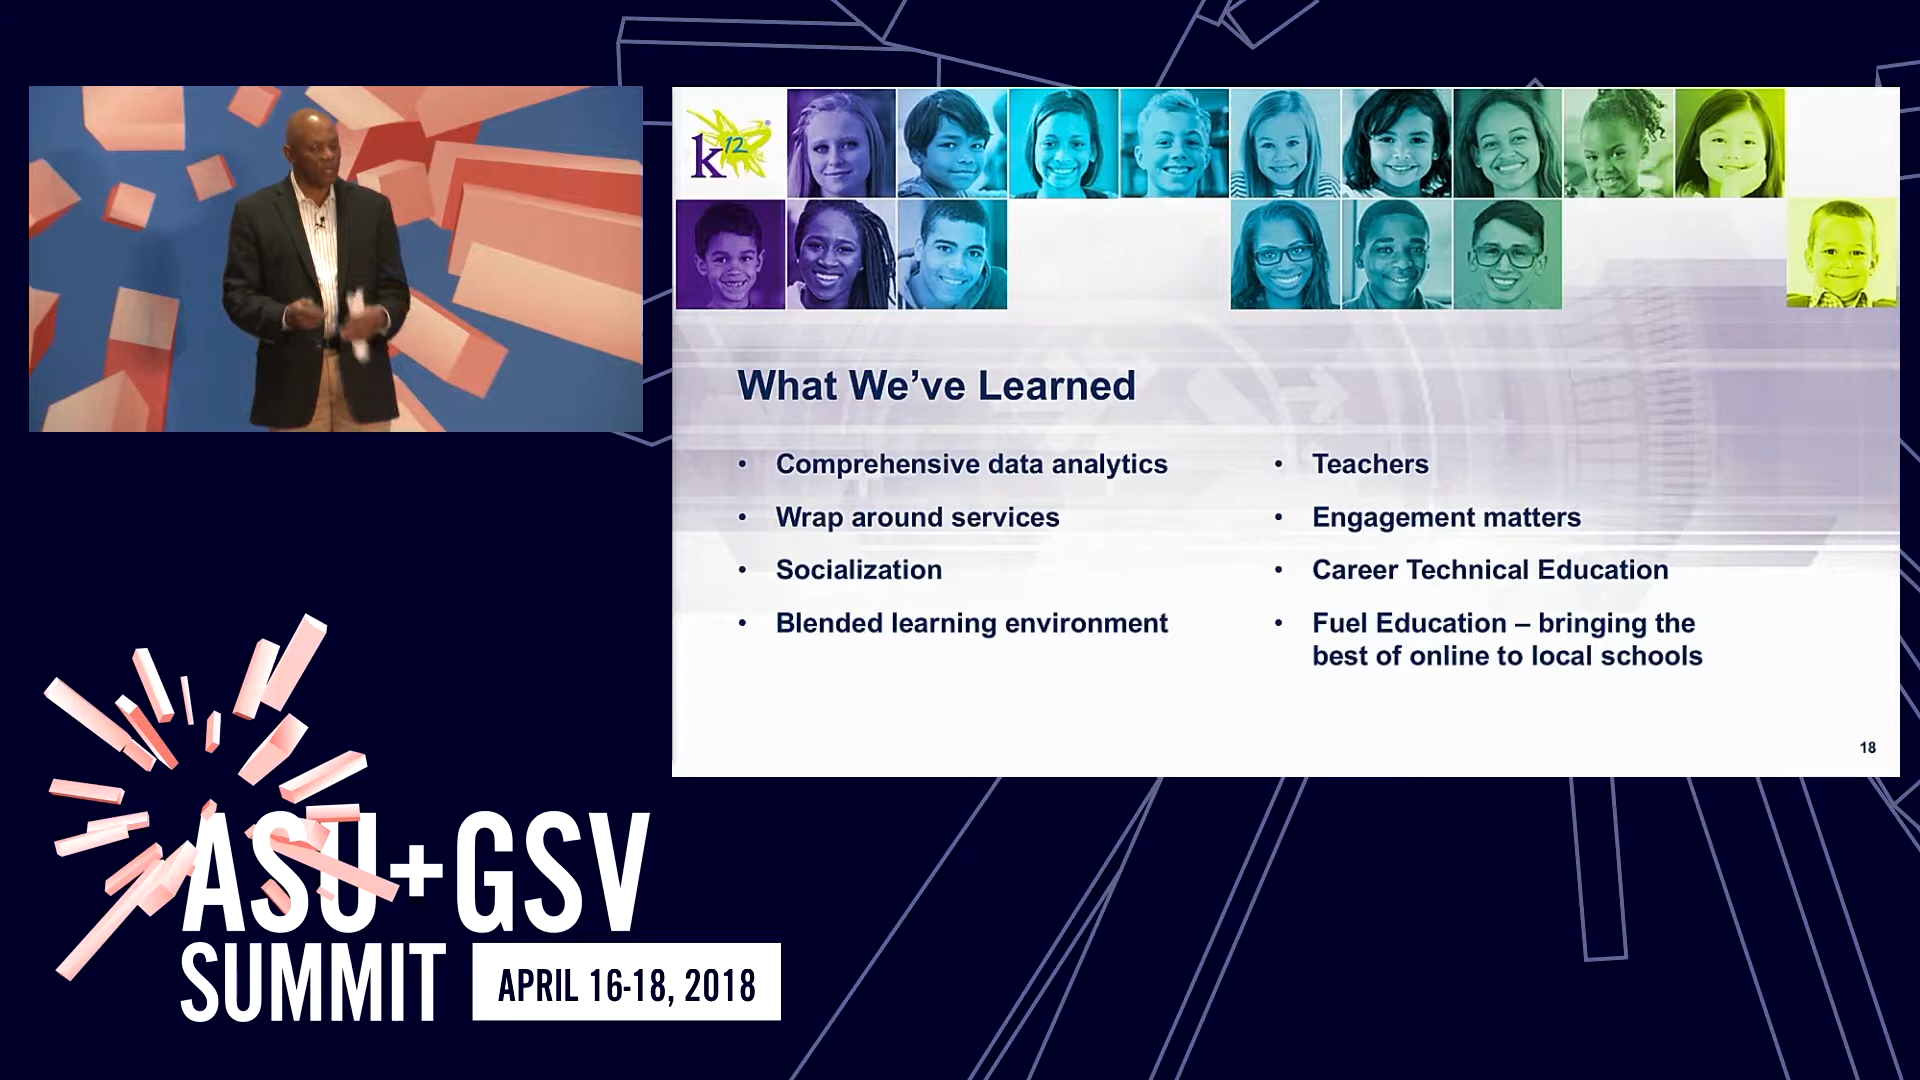 k12
®
What We’ve Learned
• Comprehensive data analytics
• Wrap around services
• Socialization
• Blended learning environment
• Teachers
• Engagement matters
• Career Technical Education
• Fuel Education – bringing the
best of online to local schools
18
ASU+GSV
SUMMIT
APRIL 16-18, 2018